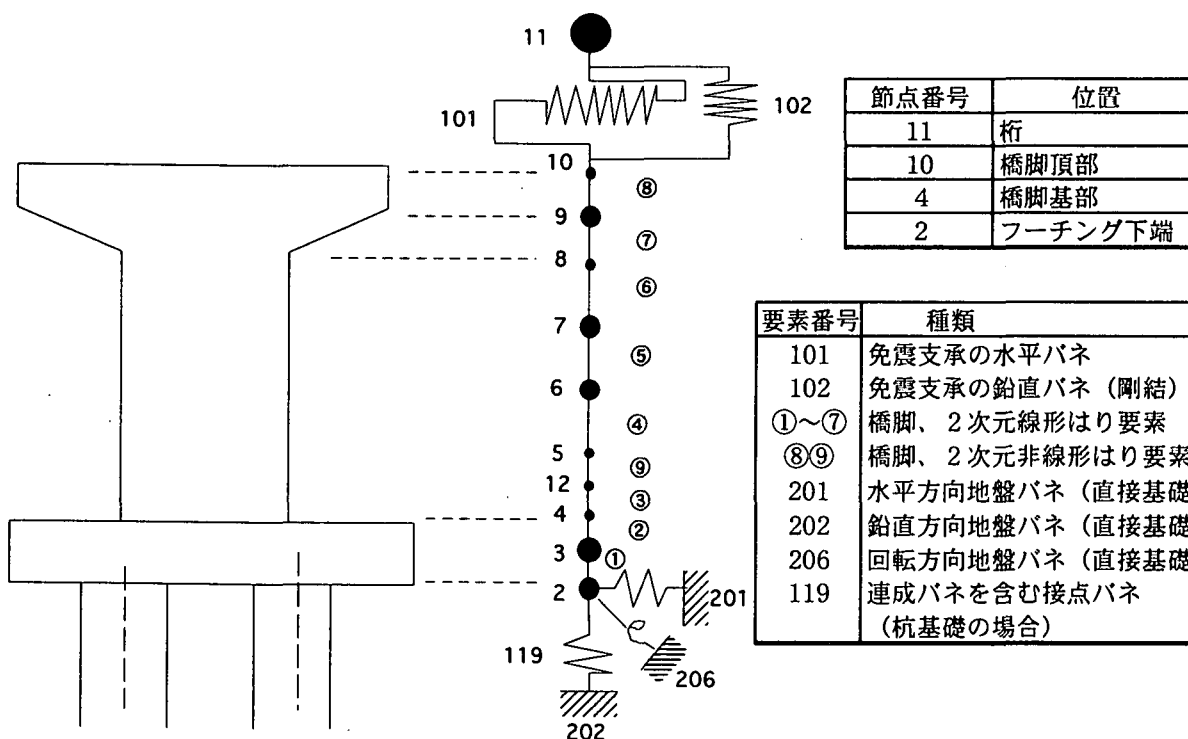 11
101
102
10
⑧
9
⑦
8
⑥
7
⑤
6
④
5
⑨
12
③
4
②
3
①
2
201
119
206
202
節点番号 位置
11 桁
10 橋脚頂部
4 橋脚基部
2 フーチング下端
要素番号 種類
101 免震支承の水平バネ
102 免震支承の鉛直バネ（剛結）
①～⑦ 橋脚、２次元線形はり要素
⑧⑨ 橋脚、２次元非線形はり要素
201 水平方向地盤バネ（直接基礎
202 鉛直方向地盤バネ（直接基礎
206 回転方向地盤バネ（直接基礎
119 連成バネを含む接点バネ
（杭基礎の場合）